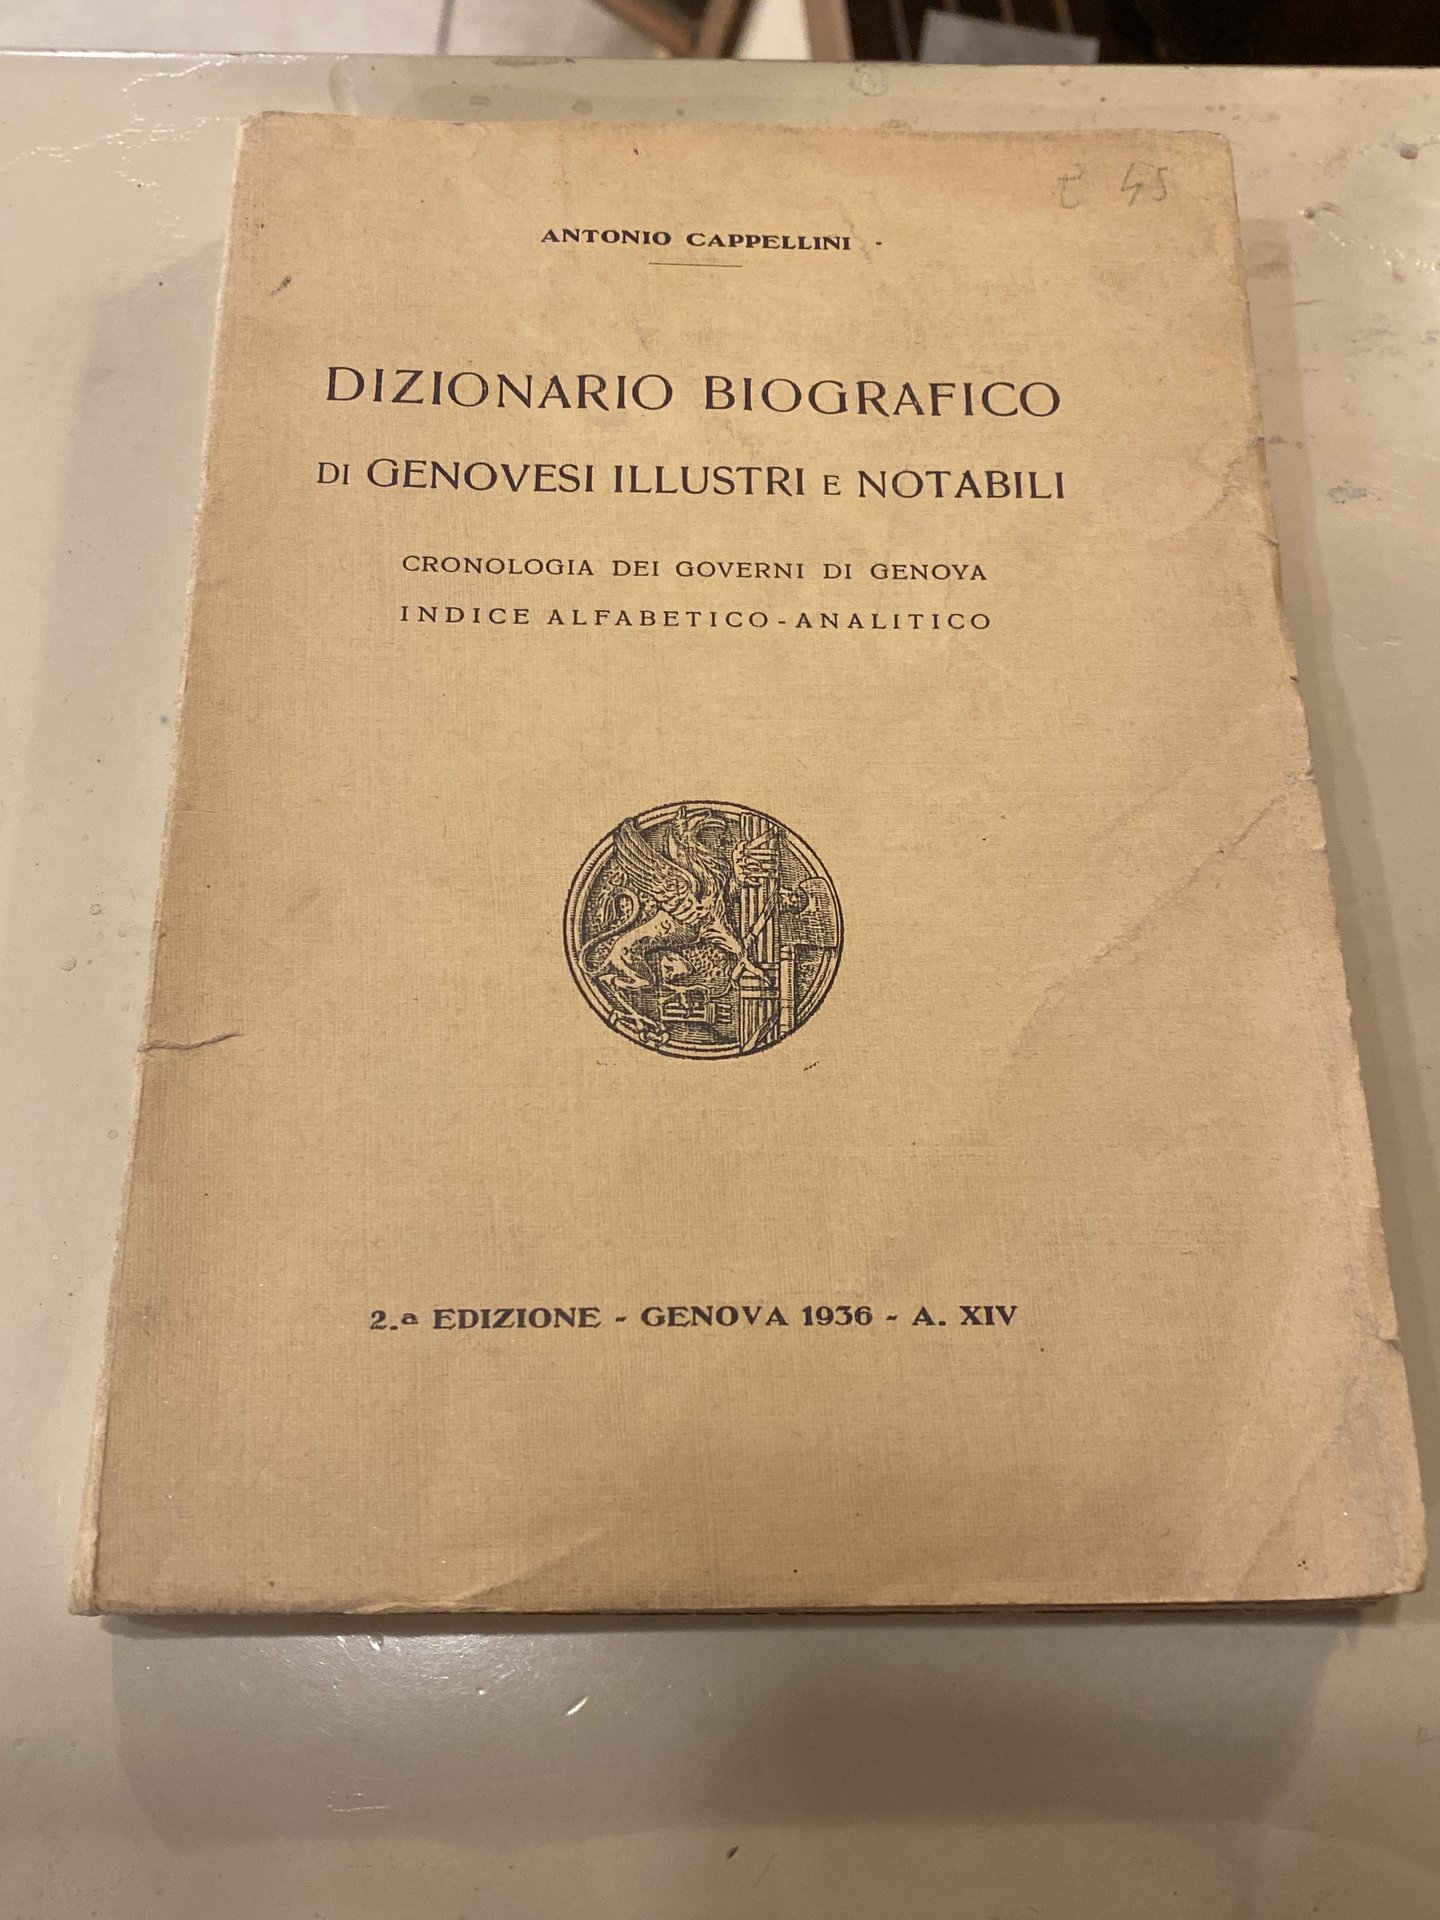 € 45
ANTONIO CAPPELLINI
DIZIONARIO BIOGRAFICO
DI GENOVESI ILLUSTRI E NOTABILI
CRONOLOGIA DEI GOVERNI DI GENOVA
INDICE ALFABETICO-ANALITICO
2.ª EDIZIONE - GENOVA 1936 - A. XIV